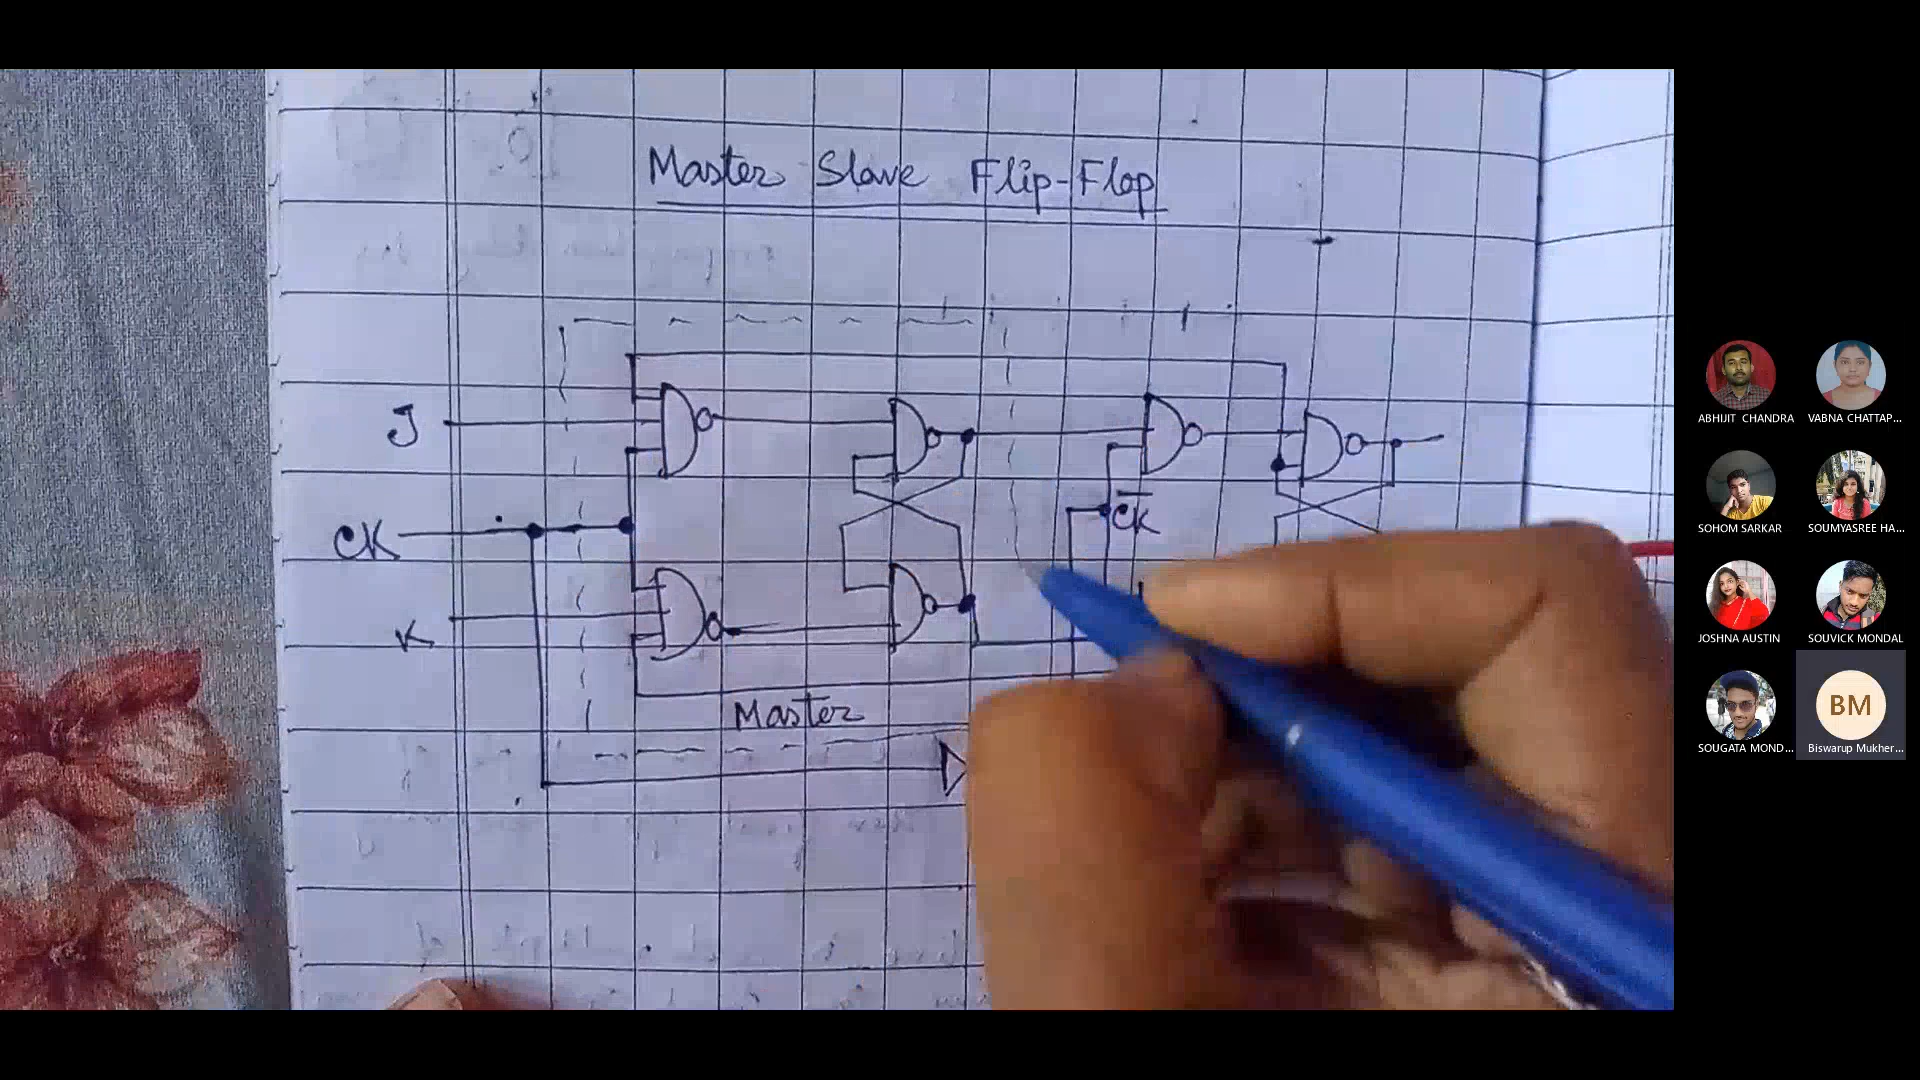 Master Slave Flip-Flop
J
CK
C̅K̅
K
Master
ABHIJIT CHANDRA
VABNA CHATTAP...
SOHOM SARKAR
SOUMYASREE HA...
JOSHNA AUSTIN
SOUVICK MONDAL
SOUGATA MOND...
BM
Biswarup Mukher...